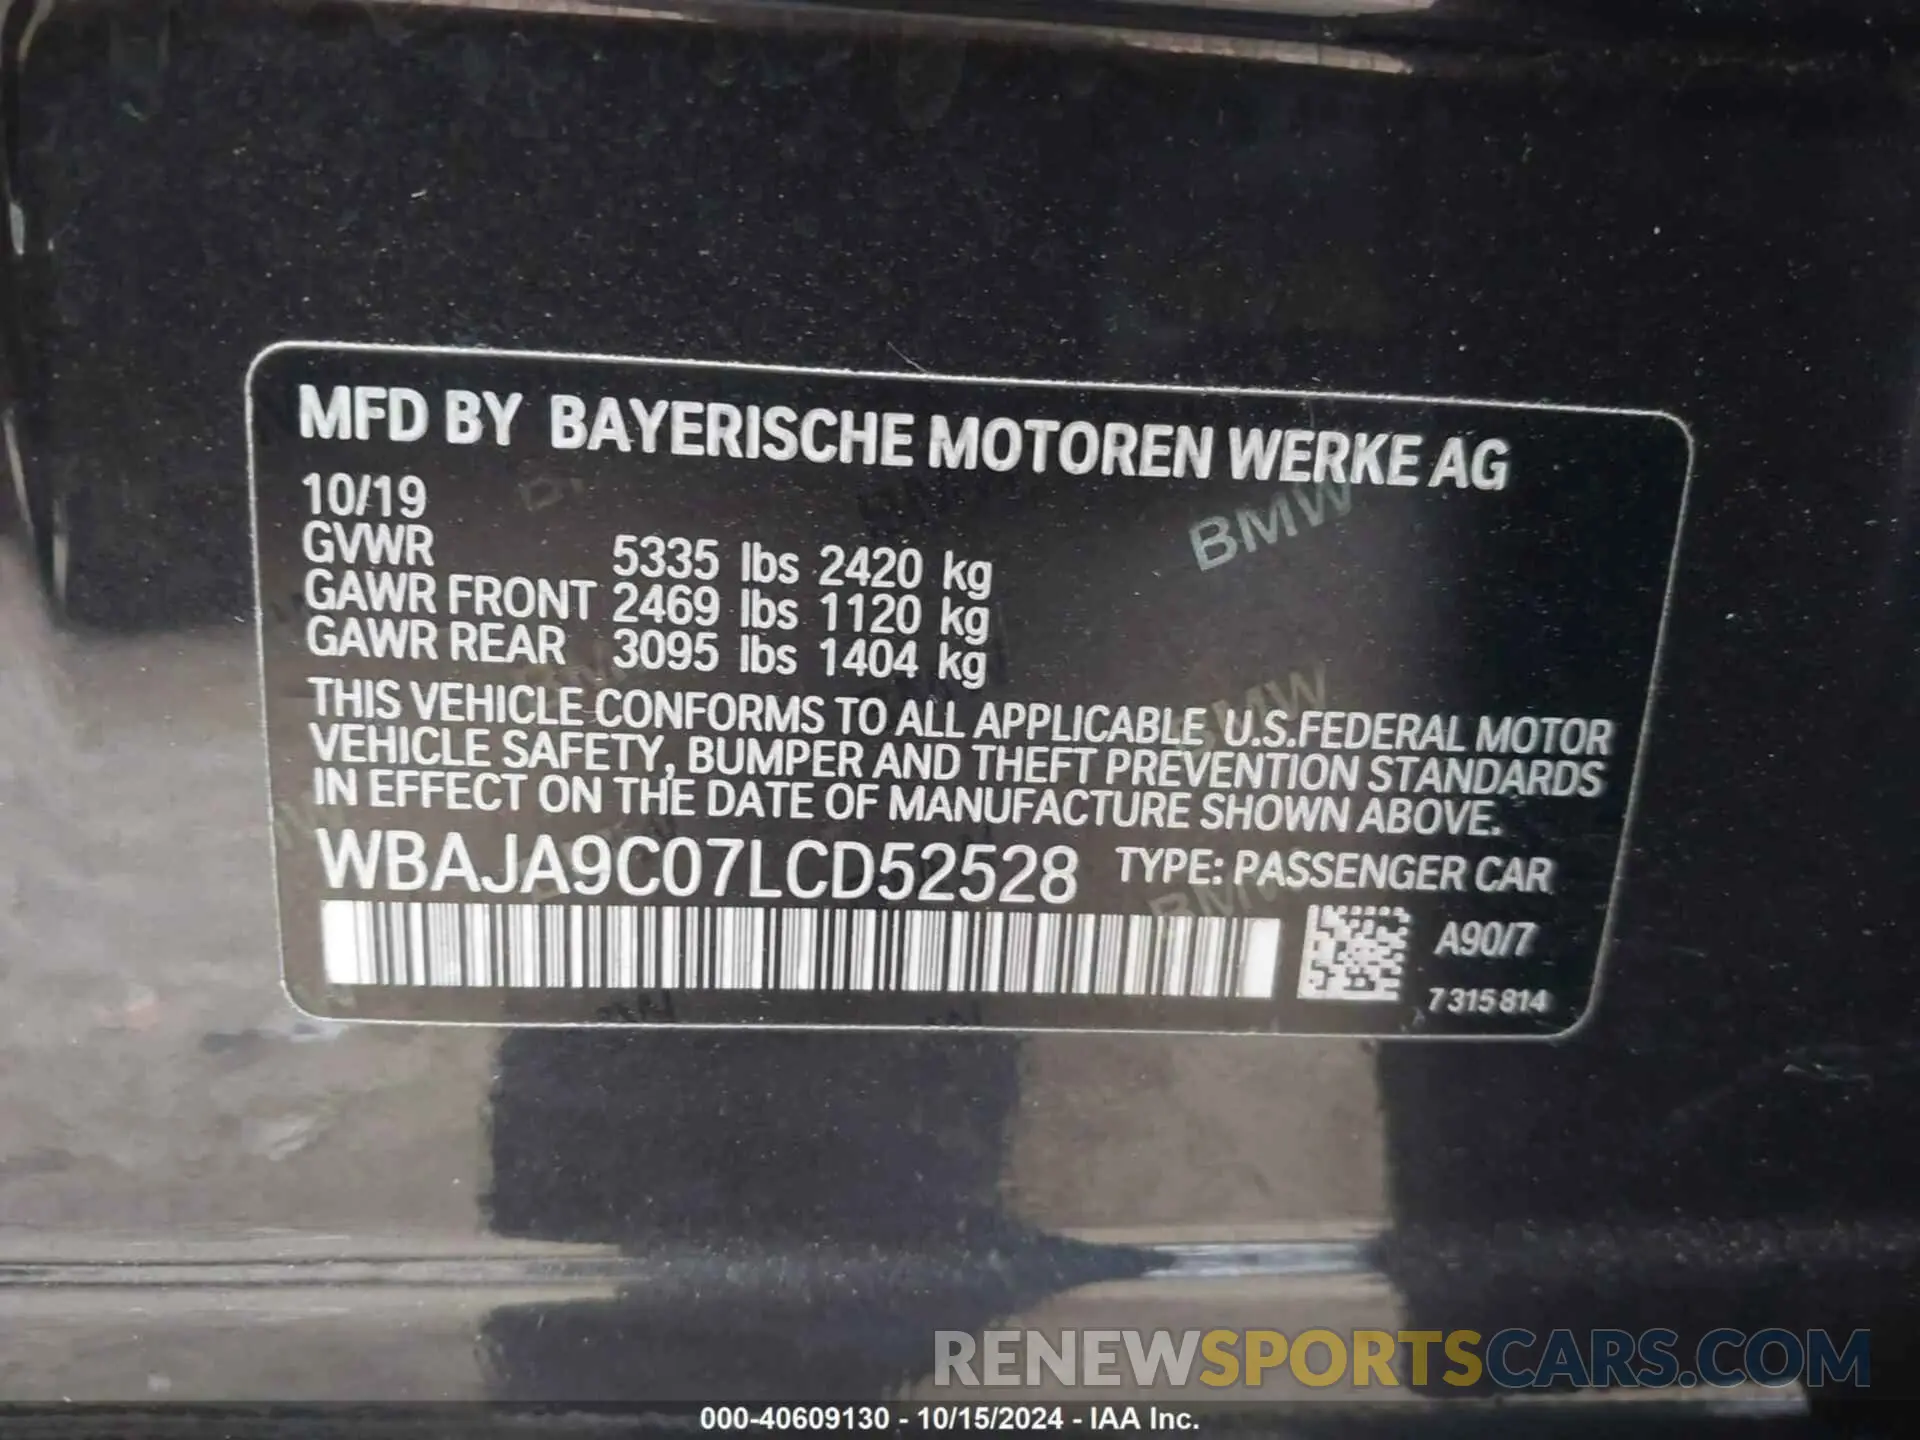 MFD BY BAYERISCHE MOTOREN WERKE AG
10/19
GVWR 5335 lbs 2420 kg
GAWR FRONT 2469 lbs 1120 kg
GAWR REAR 3095 lbs 1404 kg
THIS VEHICLE CONFORMS TO ALL APPLICABLE U.S.FEDERAL MOTOR
VEHICLE SAFETY, BUMPER AND THEFT PREVENTION STANDARDS
IN EFFECT ON THE DATE OF MANUFACTURE SHOWN ABOVE.
WBAJA9C07LCD52528 TYPE: PASSENGER CAR
A90/7
7 315 814
BMW
BMW
RENEWSPORTSCARS.COM
000-40609130 - 10/15/2024 - IAA Inc.